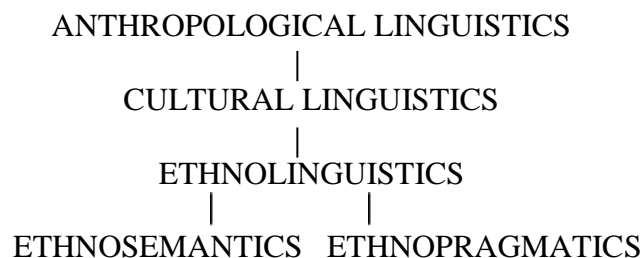 ANTHROPOLOGICAL LINGUISTICS
CULTURAL LINGUISTICS
ETHNOLINGUISTICS
ETHNOSEMANTICS ETHNOPRAGMATICS